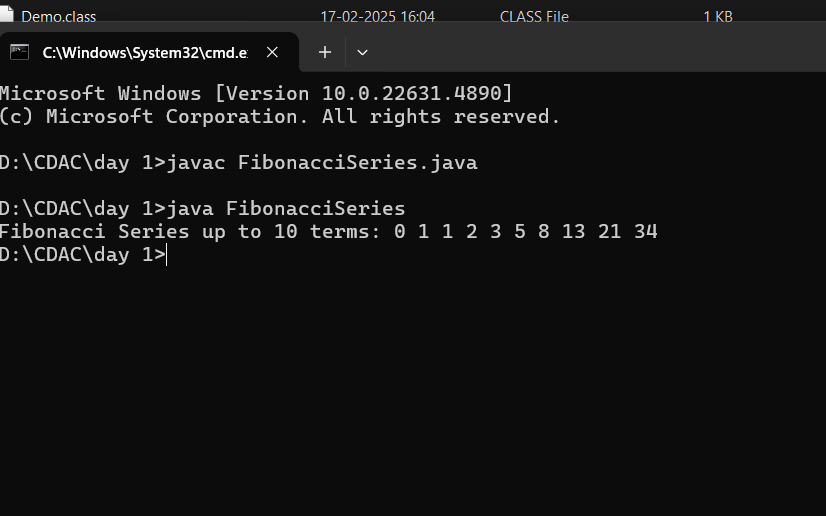 Demo.class 17-02-2025 16:04 CLASS File 1 KB
C:\Windows\System32\cmd.e
Microsoft Windows [Version 10.0.22631.4890]
(c) Microsoft Corporation. All rights reserved.
D:\CDAC\day 1>javac FibonacciSeries.java
D:\CDAC\day 1>java FibonacciSeries
Fibonacci Series up to 10 terms: 0 1 1 2 3 5 8 13 21 34
D:\CDAC\day 1>